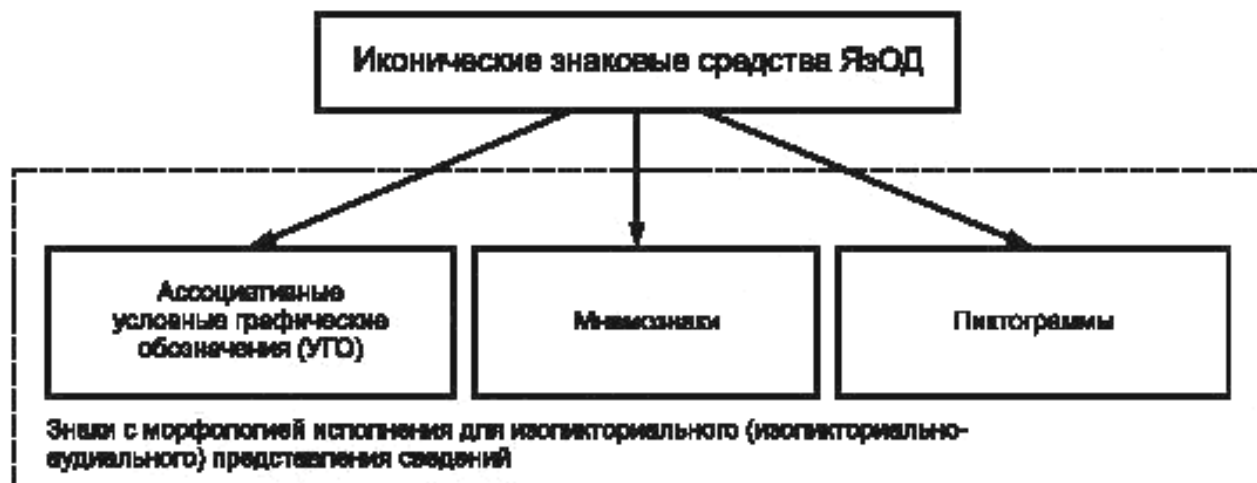 Иконические знаковые средства ЯзОД
Ассоциативные
условные графические
обозначения (УГО)
Мнемознаки
Пиктограммы
Знаки с морфологией исполнения для изопикториального (изопикториально-
аудиального) представления сведений